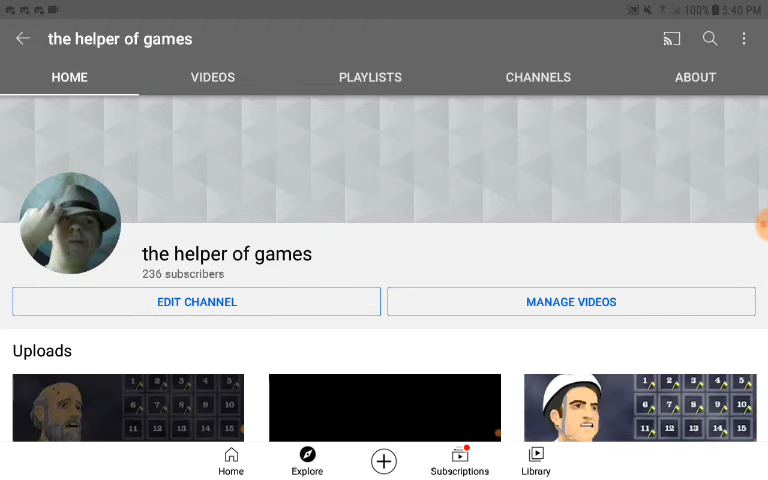 100% 5:40 PM
the helper of games
HOME VIDEOS PLAYLISTS CHANNELS ABOUT
the helper of games
236 subscribers
EDIT CHANNEL MANAGE VIDEOS
Uploads
1 2 3 4 5 1 2 3 4 5
6 7 8 9 10 6 7 8 9 10
11 12 13 14 15 11 12 13 14 15
Home Explore Subscriptions Library